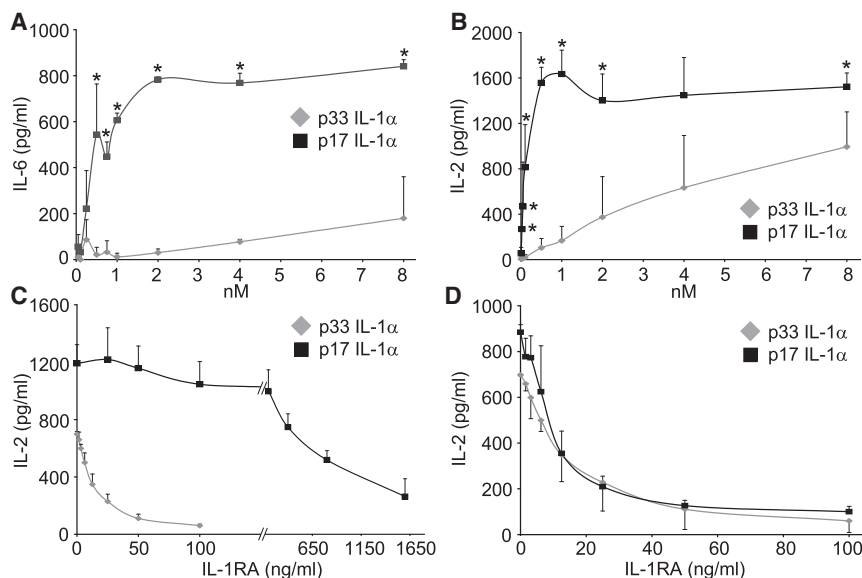 A
1000
800
600
400
200
0
IL-6 (pg/ml)
* * * * * * *
p33 IL-1α
p17 IL-1α
0 1 2 3 4 5 6 7 8
nM
B
2000
1600
1200
800
400
0
IL-2 (pg/ml)
* * * * * * *
p33 IL-1α
p17 IL-1α
0 1 2 3 4 5 6 7 8
nM
C
1600
1200
800
400
0
IL-2 (pg/ml)
p33 IL-1α
p17 IL-1α
0 50 100 650 1150 1650
IL-1RA (ng/ml)
D
1000
800
600
400
200
0
IL-2 (pg/ml)
p33 IL-1α
p17 IL-1α
0 20 40 60 80 100
IL-1RA (ng/ml)